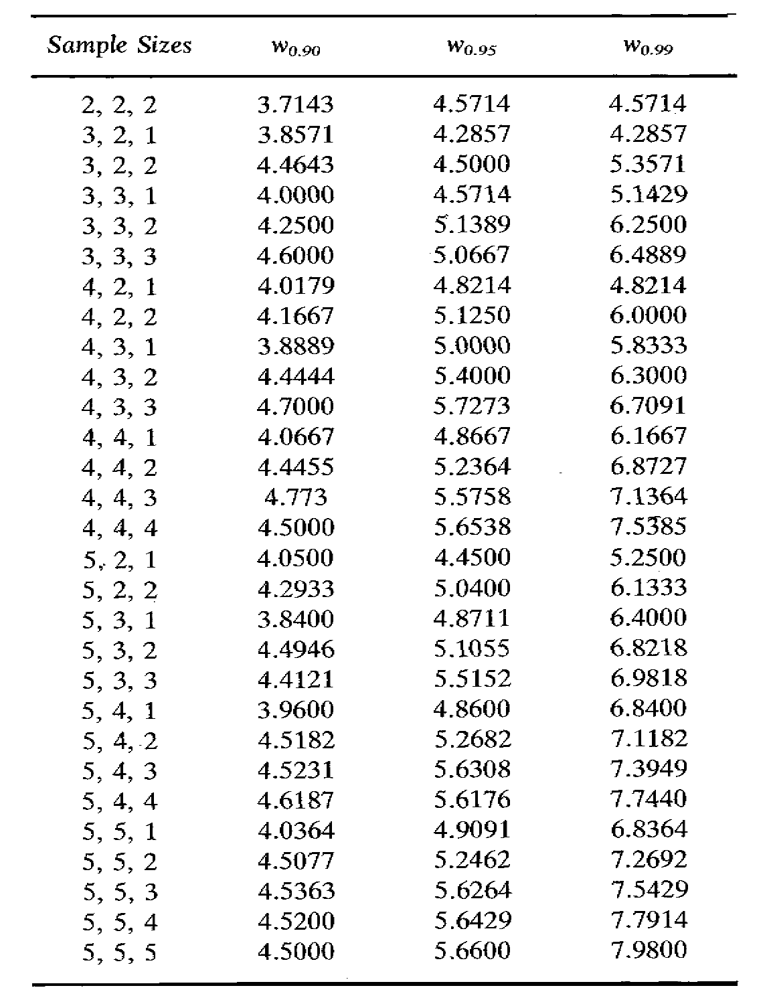 Sample Sizes w0.90 w0.95 w0.99
2, 2, 2 3.7143 4.5714 4.5714
3, 2, 1 3.8571 4.2857 4.2857
3, 2, 2 4.4643 4.5000 5.3571
3, 3, 1 4.0000 4.5714 5.1429
3, 3, 2 4.2500 5.1389 6.2500
3, 3, 3 4.6000 5.0667 6.4889
4, 2, 1 4.0179 4.8214 4.8214
4, 2, 2 4.1667 5.1250 6.0000
4, 3, 1 3.8889 5.0000 5.8333
4, 3, 2 4.4444 5.4000 6.3000
4, 3, 3 4.7000 5.7273 6.7091
4, 4, 1 4.0667 4.8667 6.1667
4, 4, 2 4.4455 5.2364 6.8727
4, 4, 3 4.773 5.5758 7.1364
4, 4, 4 4.5000 5.6538 7.5385
5, 2, 1 4.0500 4.4500 5.2500
5, 2, 2 4.2933 5.0400 6.1333
5, 3, 1 3.8400 4.8711 6.4000
5, 3, 2 4.4946 5.1055 6.8218
5, 3, 3 4.4121 5.5152 6.9818
5, 4, 1 3.9600 4.8600 6.8400
5, 4, 2 4.5182 5.2682 7.1182
5, 4, 3 4.5231 5.6308 7.3949
5, 4, 4 4.6187 5.6176 7.7440
5, 5, 1 4.0364 4.9091 6.8364
5, 5, 2 4.5077 5.2462 7.2692
5, 5, 3 4.5363 5.6264 7.5429
5, 5, 4 4.5200 5.6429 7.7914
5, 5, 5 4.5000 5.6600 7.9800